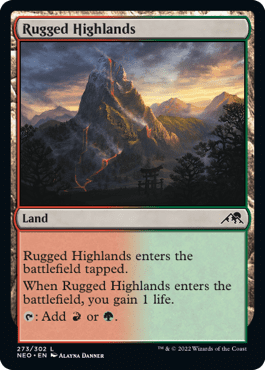 Rugged Highlands
Land
Rugged Highlands enters the
battlefield tapped.
When Rugged Highlands enters the
battlefield, you gain 1 life.
: Add or .
273/302 L
NEO • EN Alayna Danner
™ & © 2022 Wizards of the Coast